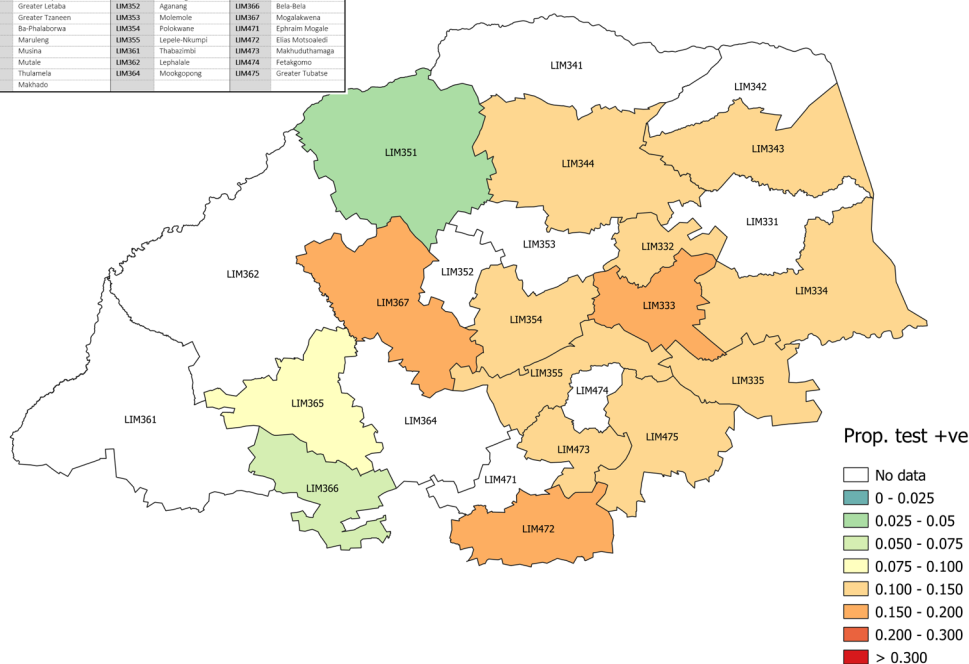 Greater Letaba LIM352 Aganang LIM366 Bela-Bela
Greater Tzaneen LIM353 Molemole LIM367 Mogalakwena
Ba-Phalaborwa LIM354 Polokwane LIM471 Ephraim Mogale
Maruleng LIM355 Lepele-Nkumpi LIM472 Elias Motsoaledi
Musina LIM361 Thabazimbi LIM473 Makhuduthamaga
Mutale LIM362 Lephalale LIM474 Fetakgomo
Thulamela LIM364 Mookgopong LIM475 Greater Tubatse
Makhado
LIM341
LIM342
LIM343
LIM351
LIM344
LIM331
LIM353
LIM332
LIM362
LIM352
LIM334
LIM367
LIM333
LIM354
LIM355
LIM335
LIM474
LIM365
LIM361
LIM364
LIM475
LIM473
LIM471
LIM366
LIM472
Prop. test +ve
No data
0 - 0.025
0.025 - 0.05
0.050 - 0.075
0.075 - 0.100
0.100 - 0.150
0.150 - 0.200
0.200 - 0.300
> 0.300